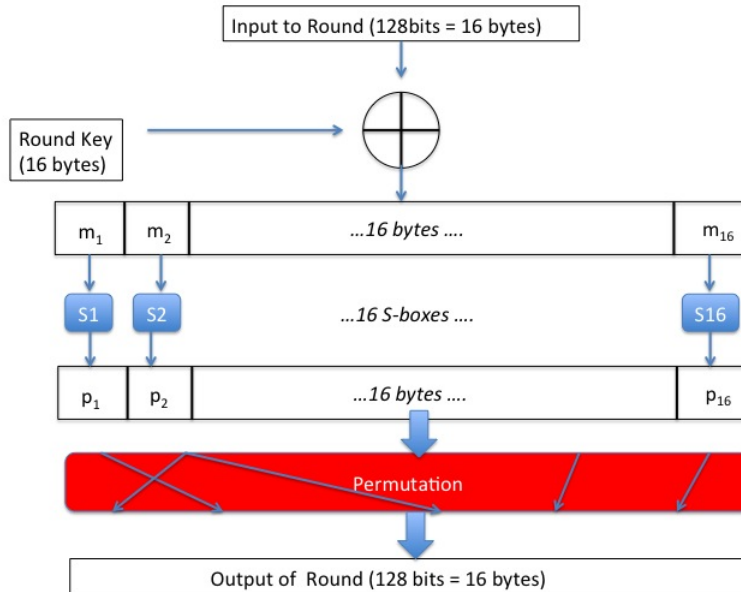 Input to Round (128bits = 16 bytes)
Round Key
(16 bytes)
m₁ m₂ ...16 bytes .... m₁₆
S1 S2 ...16 S-boxes .... S16
p₁ p₂ ...16 bytes .... p₁₆
Permutation
Output of Round (128 bits = 16 bytes)